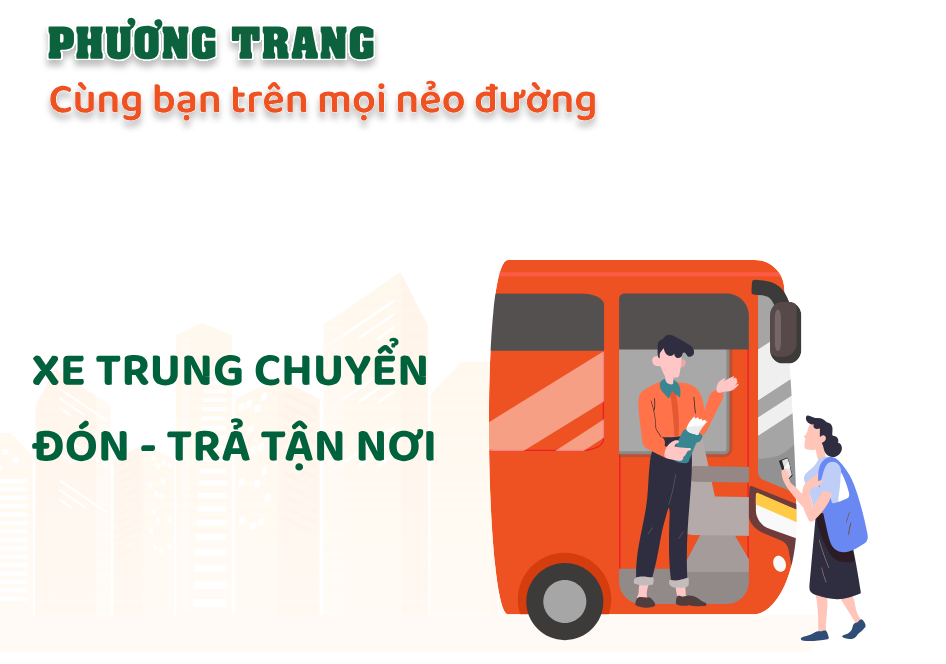 PHƯƠNG TRANG
Cùng bạn trên mọi nẻo đường
XE TRUNG CHUYỂN
ĐÓN - TRẢ TẬN NƠI